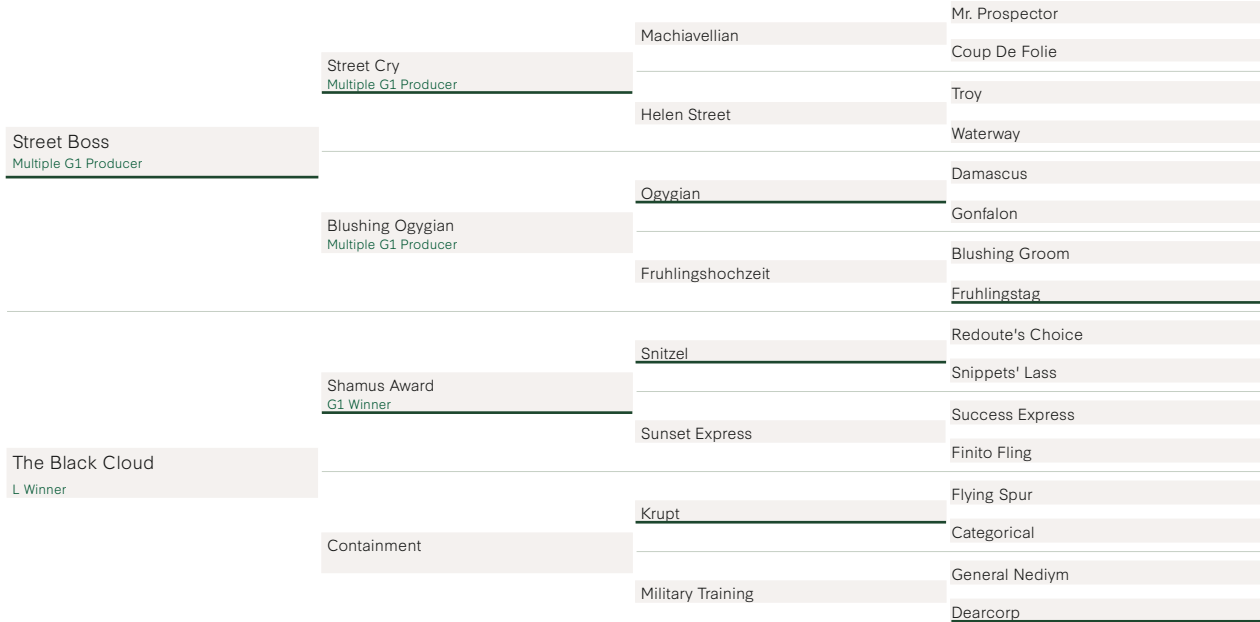 Street Boss
Multiple G1 Producer
The Black Cloud
L Winner
Street Cry
Multiple G1 Producer
Blushing Ogygian
Multiple G1 Producer
Shamus Award
G1 Winner
Containment
Machiavellian
Helen Street
Ogygian
Fruhlingshochzeit
Snitzel
Sunset Express
Krupt
Military Training
Mr. Prospector
Coup De Folie
Troy
Waterway
Damascus
Gonfalon
Blushing Groom
Fruhlingstag
Redoute's Choice
Snippets' Lass
Success Express
Finito Fling
Flying Spur
Categorical
General Nediym
Dearcorp